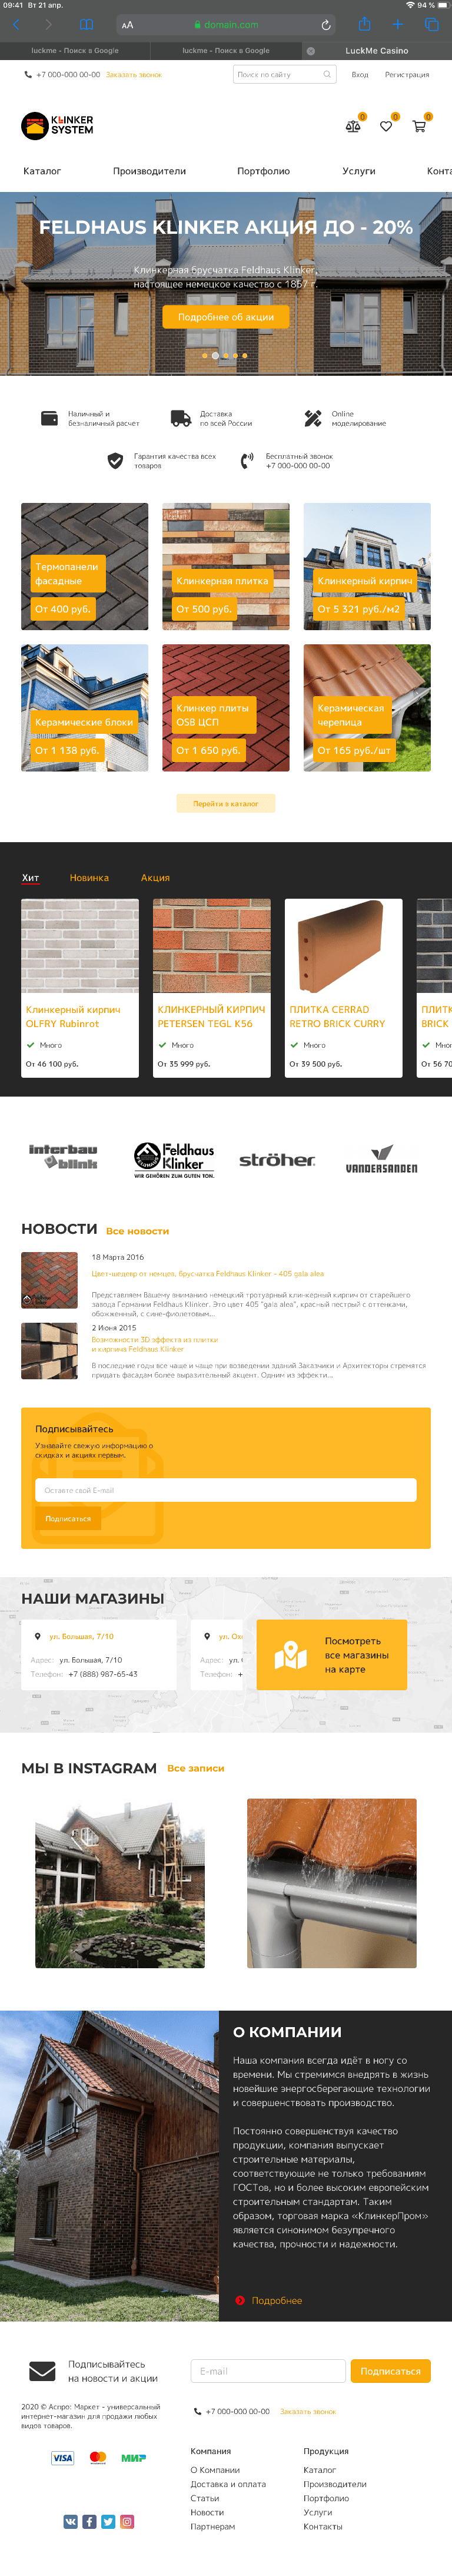 09:41 Вт 21 апр.
94 %
AA
domain.com
luckme - Поиск в Google
luckme - Поиск в Google
LuckMe Casino
+7 000-000 00-00 Заказать звонок
Поиск по сайту
Вход
Регистрация
KLINKER
SYSTEM
0
0
0
Каталог
Производители
Портфолио
Услуги
Конта
FELDHAUS KLINKER АКЦИЯ ДО - 20%
Клинкерная брусчатка Feldhaus Klinker,
настоящее немецкое качество с 1857 г.
Подробнее об акции
Наличный и
безналичный расчёт
Доставка
по всей России
Online
моделирование
Гарантия качества всех
товаров
Бесплатный звонок
+7 000-000 00-00
Термопанели
фасадные
От 400 руб.
Клинкерная плитка
От 500 руб.
Клинкерный кирпич
От 5 321 руб./м2
Керамические блоки
От 1 138 руб.
Клинкер плиты
OSB ЦСП
От 1 650 руб.
Керамическая
черепица
От 165 руб./шт
Перейти в каталог
Хит
Новинка
Акция
Клинкерный кирпич
OLFRY Rubinrot
Много
От 46 100 руб.
КЛИНКЕРНЫЙ КИРПИЧ
PETERSEN TEGL K56
Много
От 35 999 руб.
ПЛИТКА CERRAD
RETRO BRICK CURRY
Много
От 39 500 руб.
ПЛИТК
BRICK
Мног
От 56 70
interbau
blink
Feldhaus
Klinker
WIR GEHÖREN ZUM GUTEN TON.
ströher.
VANDERSANDEN
НОВОСТИ
Все новости
18 Марта 2016
Цвет-шедевр от немцев, брусчатка Feldhaus Klinker - 405 gala alea
Представляем Вашему вниманию немецкий тротуарный клинкерный кирпич от старейшего
завода Германии Feldhaus Klinker. Это цвет 405 "gala alea", красный пестрый с оттенками,
обожженный, с сине-фиолетовым...
Feldhaus
Klinker
2 Июня 2015
Возможности 3D эффекта из плитки
и кирпича Feldhaus Klinker
В последние годы все чаще и чаще при возведении зданий Заказчики и Архитекторы стремятся
придать фасадам более выразительный акцент. Одним из эффекти...
Подписывайтесь
Узнавайте свежую информацию о
скидках и акциях первым.
Оставте свой E-mail
Подписаться
НАШИ МАГАЗИНЫ
ул. Большая, 7/10
Адрес: ул. Большая, 7/10
Телефон: +7 (888) 987-65-43
ул. Охо
Адрес: ул. О
Телефон: +
Посмотреть
все магазины
на карте
МЫ В INSTAGRAM
Все записи
О КОМПАНИИ
Наша компания всегда идёт в ногу со
времени. Мы стремимся внедрять в жизнь
новейшие энергосберегающие технологии
и совершенствовать производство.
Постоянно совершенствуя качество
продукции, компания выпускает
строительные материалы,
соответствующие не только требованиям
ГОСТов, но и более высоким европейским
строительным стандартам. Таким
образом, торговая марка «КлинкерПром»
является синонимом безупречного
качества, прочности и надежности.
Подробнее
Подписывайтесь
на новости и акции
E-mail
Подписаться
2020 © Аспро: Маркет - универсальный
интернет-магазин для продажи любых
видов товаров.
+7 000-000 00-00
Заказать звонок
VISA
МИР
Компания
О Компании
Доставка и оплата
Статьи
Новости
Партнерам
Продукция
Каталог
Производители
Портфолио
Услуги
Контакты